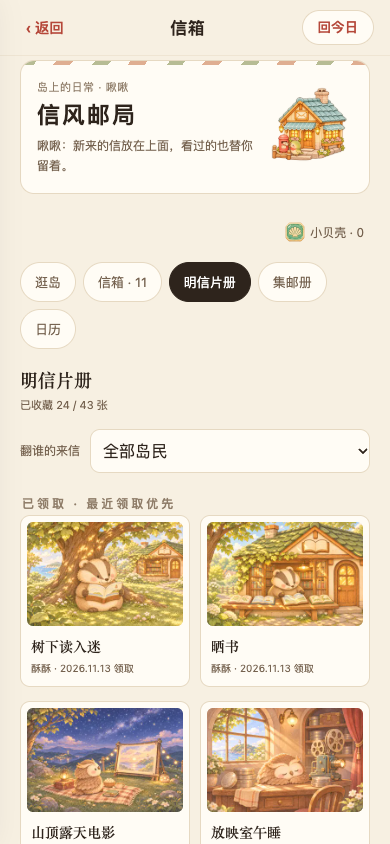 ‹ 返回
信箱
回今日
岛上的日常 · 啾啾
信风邮局
啾啾：新来的信放在上面，看过的也替你
留着。
小贝壳 · 0
逛岛
信箱 · 11
明信片册
集邮册
日历
明信片册
已收藏 24 / 43 张
翻谁的来信
全部岛民
已领取 · 最近领取优先
树下读入迷
晒书
酥酥 · 2026.11.13 领取
酥酥 · 2026.11.13 领取
山顶露天电影
放映室午睡